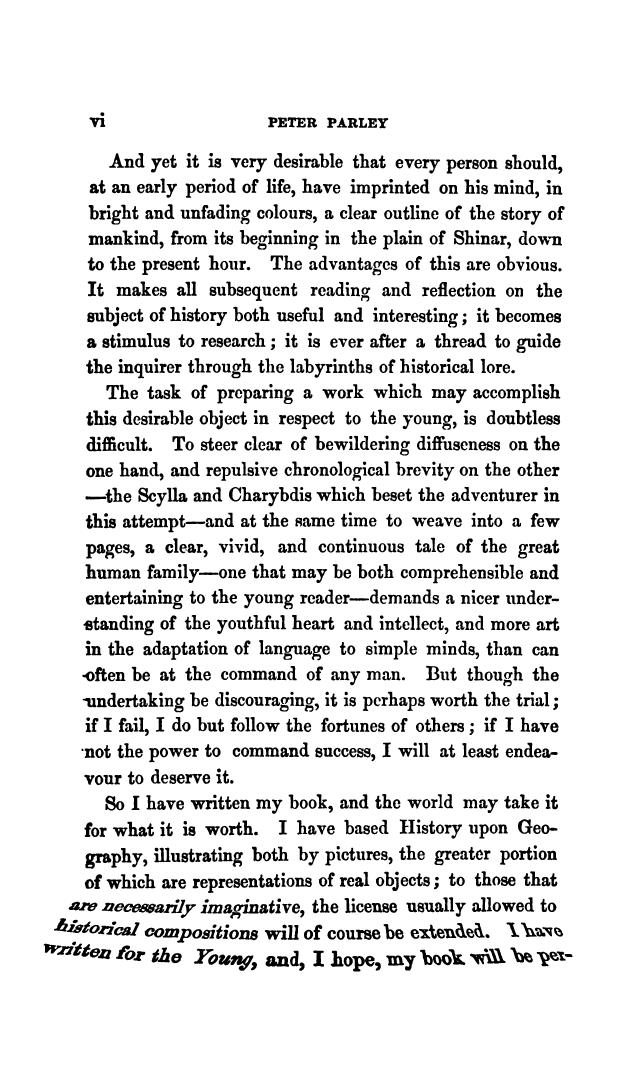 vi PETER PARLEY
And yet it is very desirable that every person should,
at an early period of life, have imprinted on his mind, in
bright and unfading colours, a clear outline of the story of
mankind, from its beginning in the plain of Shinar, down
to the present hour. The advantages of this are obvious.
It makes all subsequent reading and reflection on the
subject of history both useful and interesting; it becomes
a stimulus to research; it is ever after a thread to guide
the inquirer through the labyrinths of historical lore.
The task of preparing a work which may accomplish
this desirable object in respect to the young, is doubtless
difficult. To steer clear of bewildering diffuseness on the
one hand, and repulsive chronological brevity on the other
—the Scylla and Charybdis which beset the adventurer in
this attempt—and at the same time to weave into a few
pages, a clear, vivid, and continuous tale of the great
human family—one that may be both comprehensible and
entertaining to the young reader—demands a nicer under-
standing of the youthful heart and intellect, and more art
in the adaptation of language to simple minds, than can
often be at the command of any man. But though the
undertaking be discouraging, it is perhaps worth the trial;
if I fail, I do but follow the fortunes of others; if I have
not the power to command success, I will at least endea-
vour to deserve it.
So I have written my book, and the world may take it
for what it is worth. I have based History upon Geo-
graphy, illustrating both by pictures, the greater portion
of which are representations of real objects; to those that
are necessarily imaginative, the license usually allowed to
historical compositions will of course be extended. I have
written for the Young, and, I hope, my book will be per-